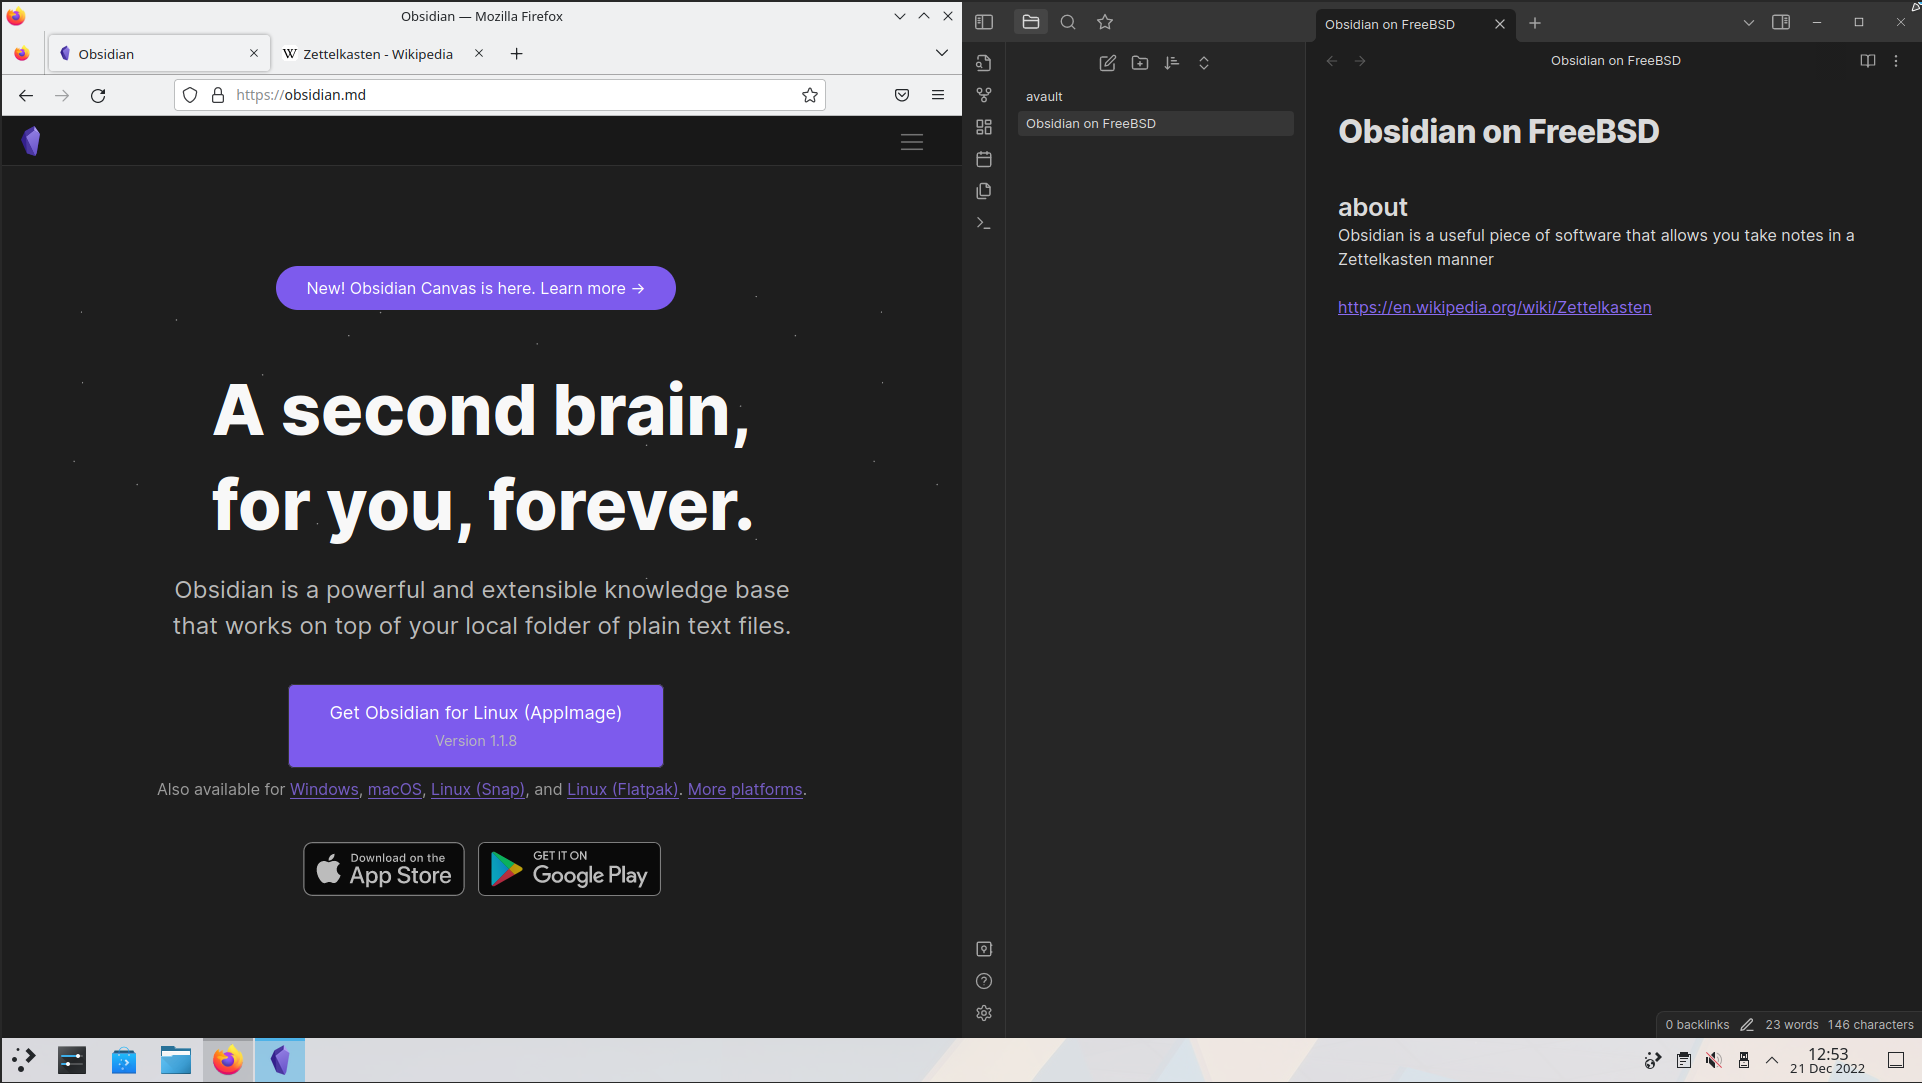 Obsidian — Mozilla Firefox
Obsidian
Zettelkasten - Wikipedia
https://obsidian.md
New! Obsidian Canvas is here. Learn more →
A second brain,
for you, forever.
Obsidian is a powerful and extensible knowledge base
that works on top of your local folder of plain text files.
Get Obsidian for Linux (AppImage)
Version 1.1.8
Also available for Windows, macOS, Linux (Snap), and Linux (Flatpak). More platforms.
Download on the
App Store
GET IT ON
Google Play
Obsidian on FreeBSD
Obsidian on FreeBSD
avault
Obsidian on FreeBSD
Obsidian on FreeBSD
about
Obsidian is a useful piece of software that allows you take notes in a
Zettelkasten manner
https://en.wikipedia.org/wiki/Zettelkasten
0 backlinks 23 words 146 characters
12:53
21 Dec 2022